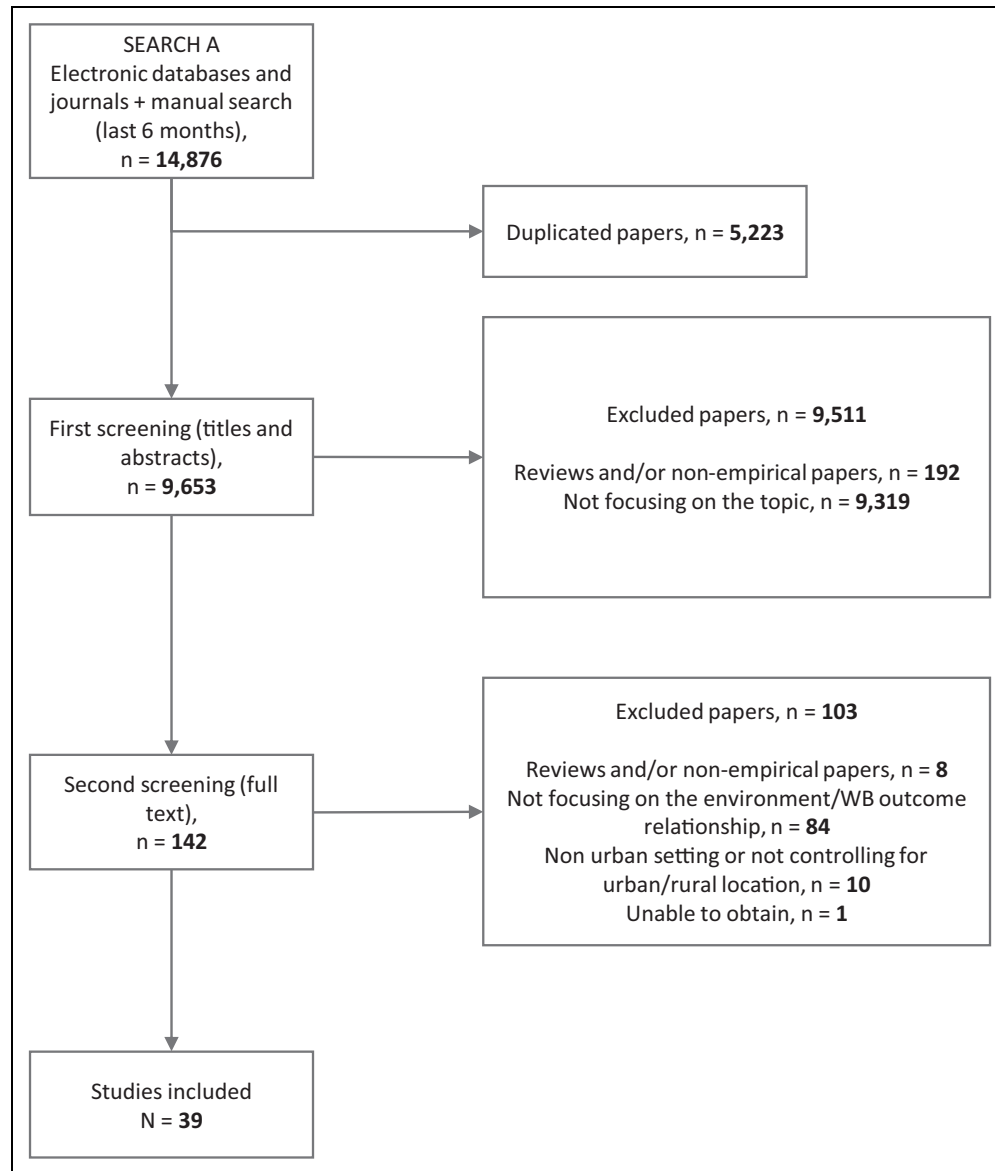 SEARCH A
Electronic databases and
journals + manual search
(last 6 months),
n = 14,876
Duplicated papers, n = 5,223
First screening (titles and
abstracts),
n = 9,653
Excluded papers, n = 9,511
Reviews and/or non-empirical papers, n = 192
Not focusing on the topic, n = 9,319
Second screening (full
text),
n = 142
Excluded papers, n = 103
Reviews and/or non-empirical papers, n = 8
Not focusing on the environment/WB outcome
relationship, n = 84
Non urban setting or not controlling for
urban/rural location, n = 10
Unable to obtain, n = 1
Studies included
N = 39